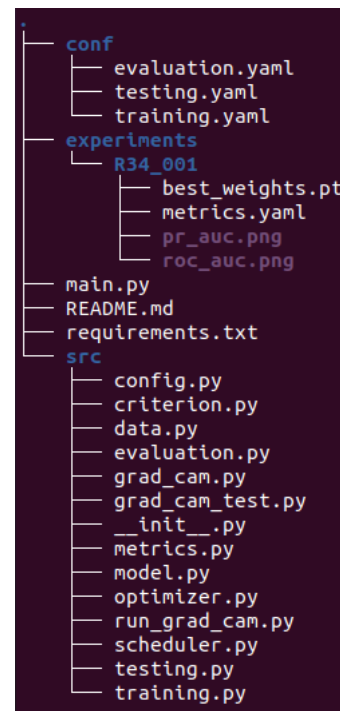 .
├── conf
│   ├── evaluation.yaml
│   ├── testing.yaml
│   └── training.yaml
├── experiments
│   └── R34_001
│       ├── best_weights.pt
│       ├── metrics.yaml
│       ├── pr_auc.png
│       └── roc_auc.png
├── main.py
├── README.md
├── requirements.txt
└── src
    ├── config.py
    ├── criterion.py
    ├── data.py
    ├── evaluation.py
    ├── grad_cam.py
    ├── grad_cam_test.py
    ├── __init__.py
    ├── metrics.py
    ├── model.py
    ├── optimizer.py
    ├── run_grad_cam.py
    ├── scheduler.py
    ├── testing.py
    └── training.py